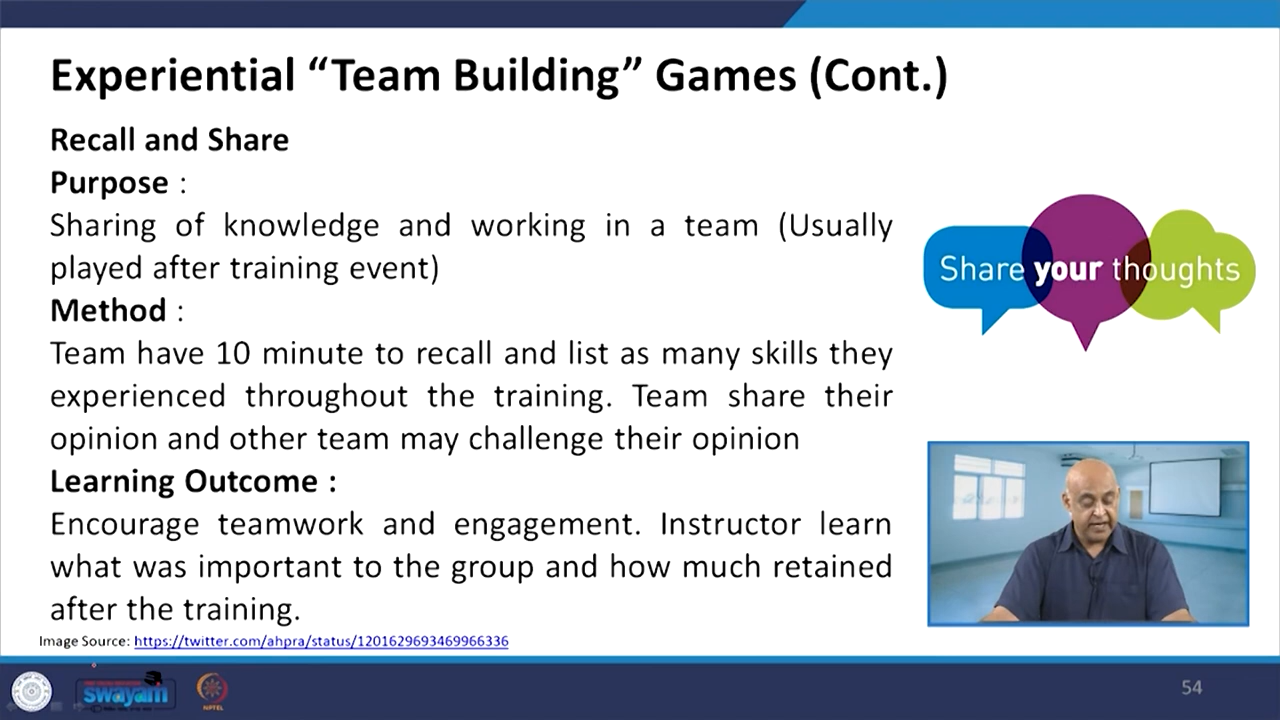 Experiential “Team Building” Games (Cont.)
Recall and Share
Purpose :
Sharing of knowledge and working in a team (Usually
played after training event)
Method :
Team have 10 minute to recall and list as many skills they
experienced throughout the training. Team share their
opinion and other team may challenge their opinion
Learning Outcome :
Encourage teamwork and engagement. Instructor learn
what was important to the group and how much retained
after the training.
Share your thoughts
Image Source: https://twitter.com/ahpra/status/1201629693469966336
swayam
NPTEL
54